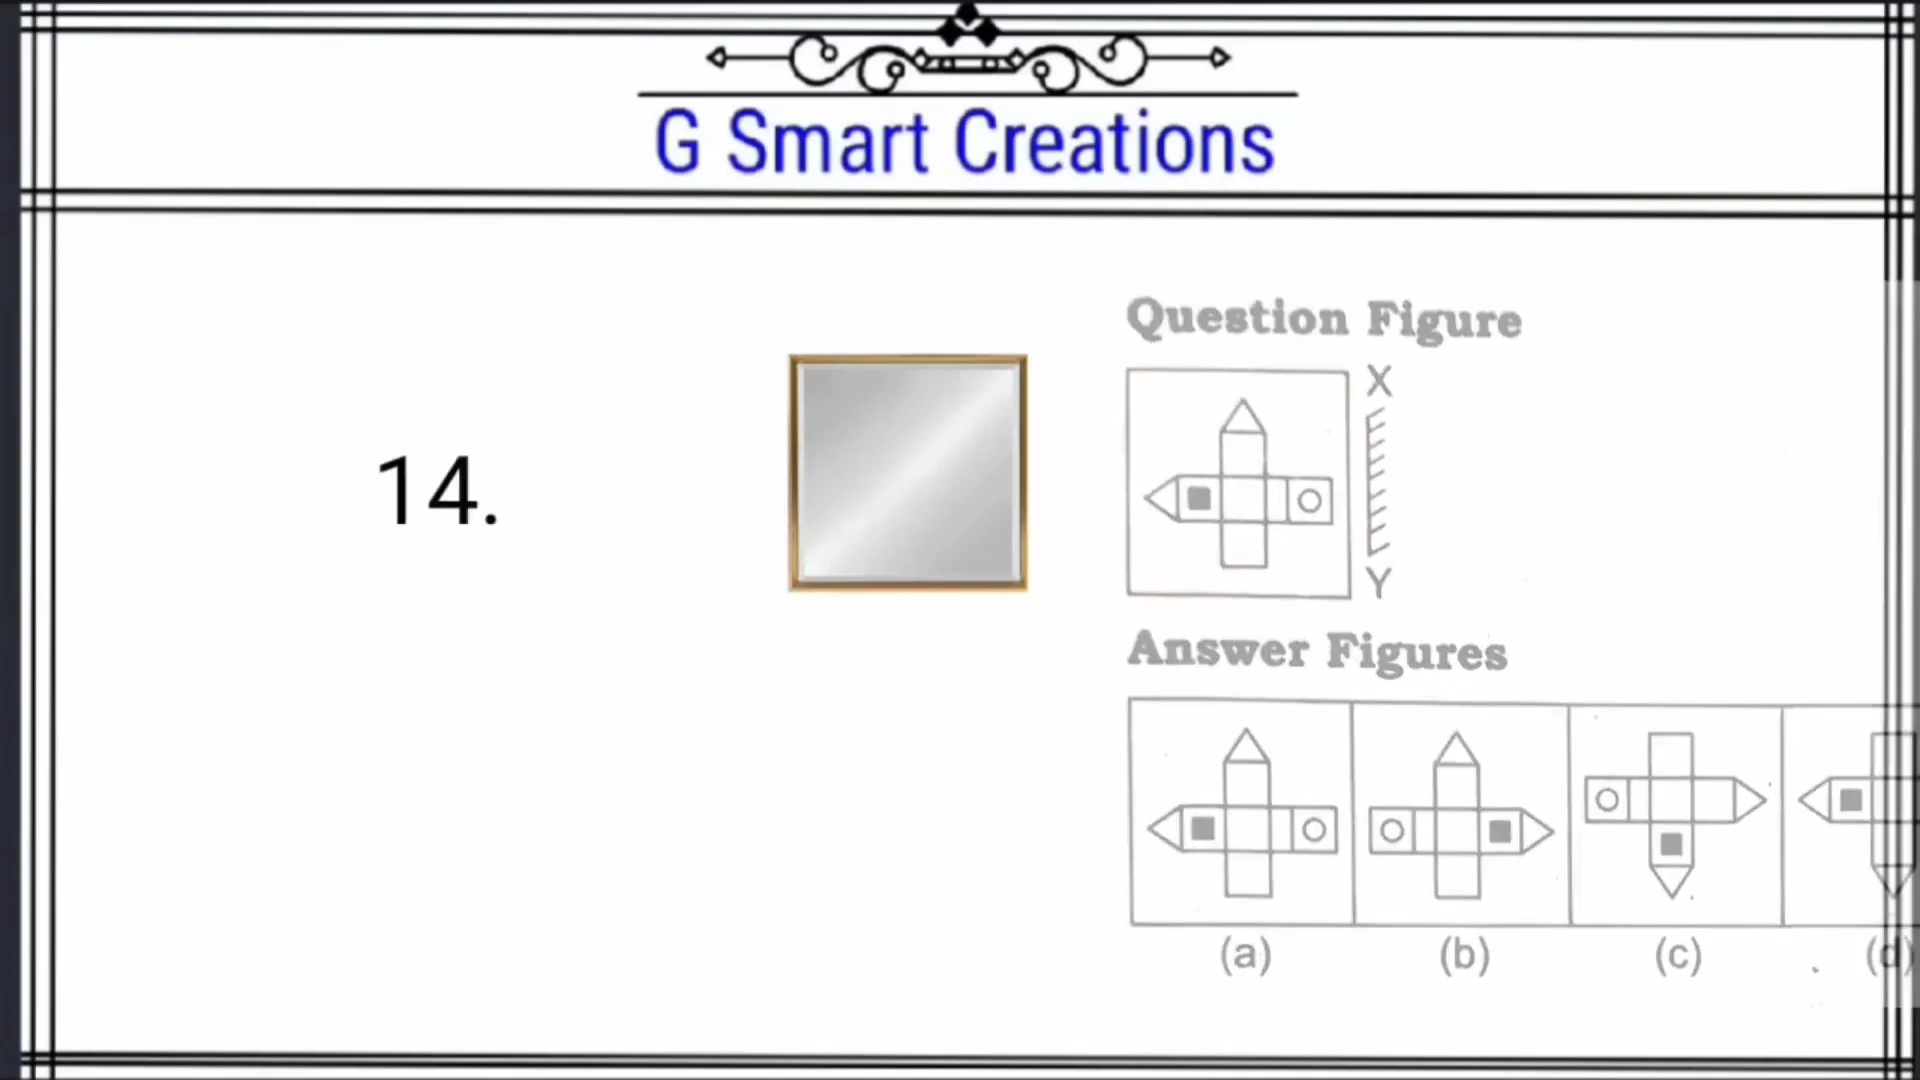 G Smart Creations
14.
Question Figure
X
Y
Answer Figures
(a) (b) (c) (d)